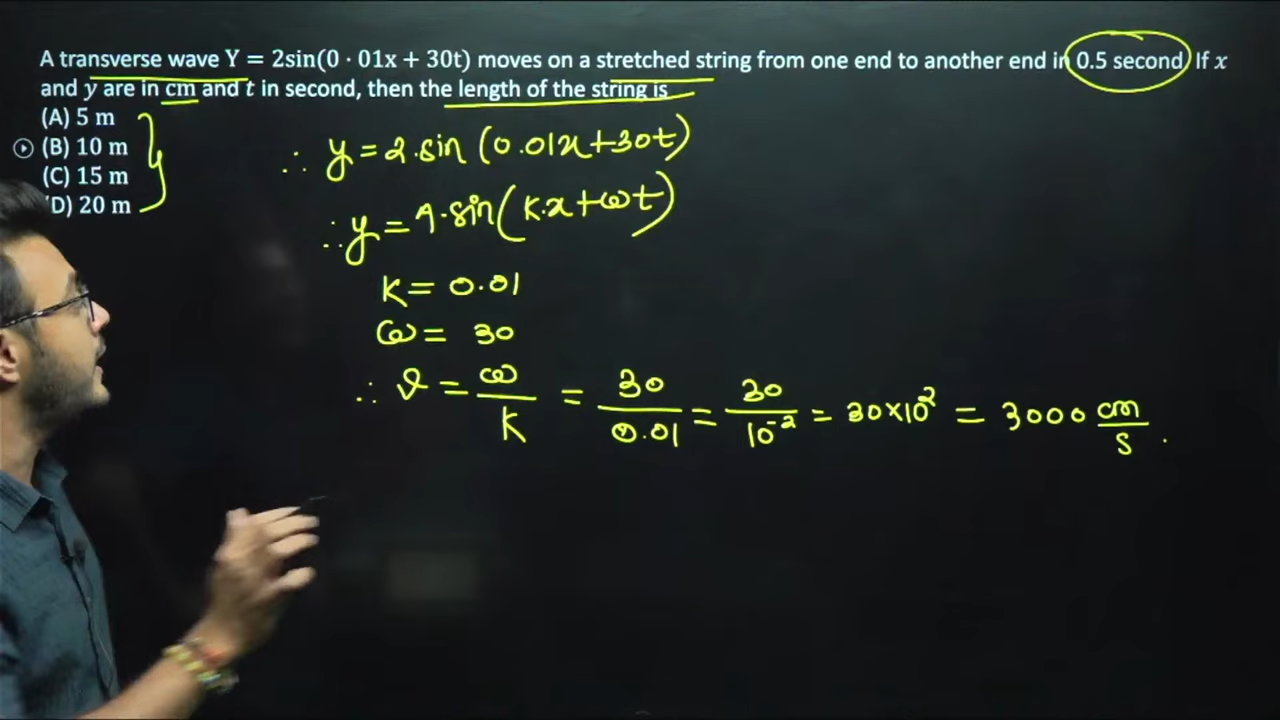 A transverse wave Y = 2sin(0 · 01x + 30t) moves on a stretched string from one end to another end in 0.5 second. If x
and y are in cm and t in second, then the length of the string is
(A) 5 m
(B) 10 m
(C) 15 m
(D) 20 m
∴ y = 2.sin (0.01x+30t)
∴ y = A.sin(K.x+ωt)
K = 0.01
ω = 30
∴ v = ω/K = 30/0.01 = 30/10⁻² = 30×10² = 3000 cm/s.